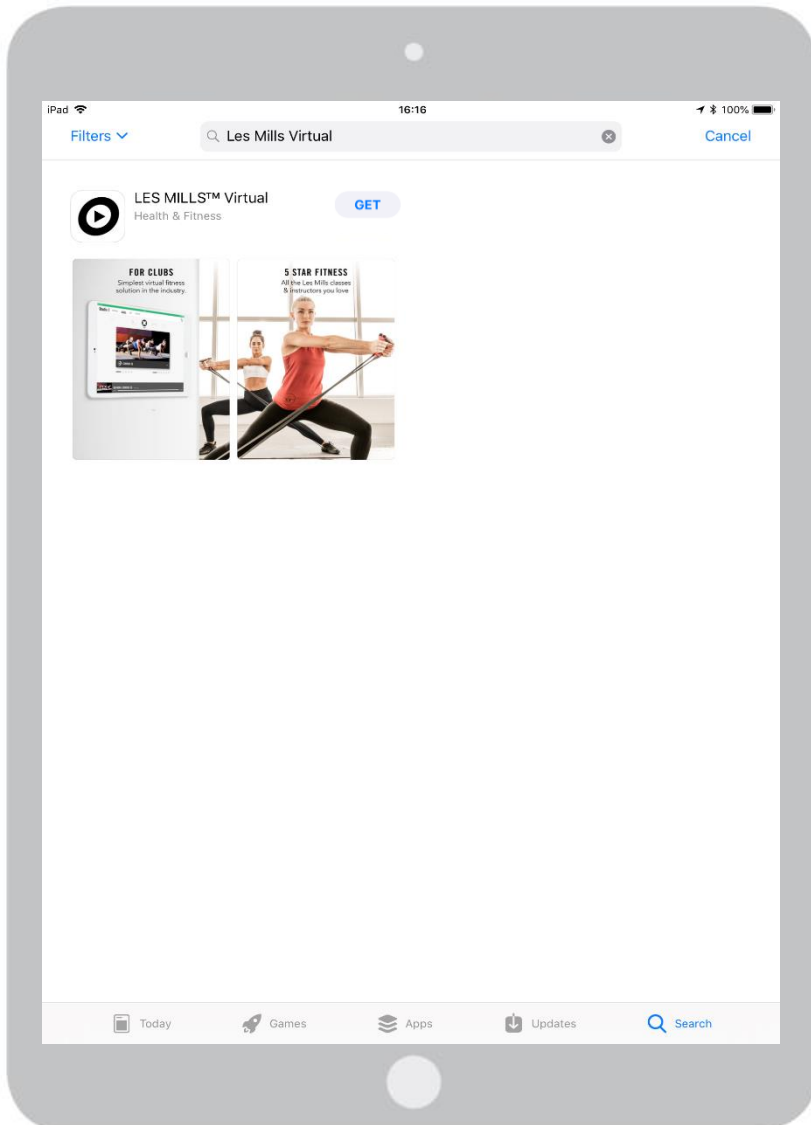 iPad 16:16 100%
Filters Les Mills Virtual Cancel
LES MILLS™ Virtual
Health & Fitness
GET
FOR CLUBS
Simplest virtual fitness
solution in the industry.
5 STAR FITNESS
All the Les Mills classes
& instructors you love
Today Games Apps Updates Search